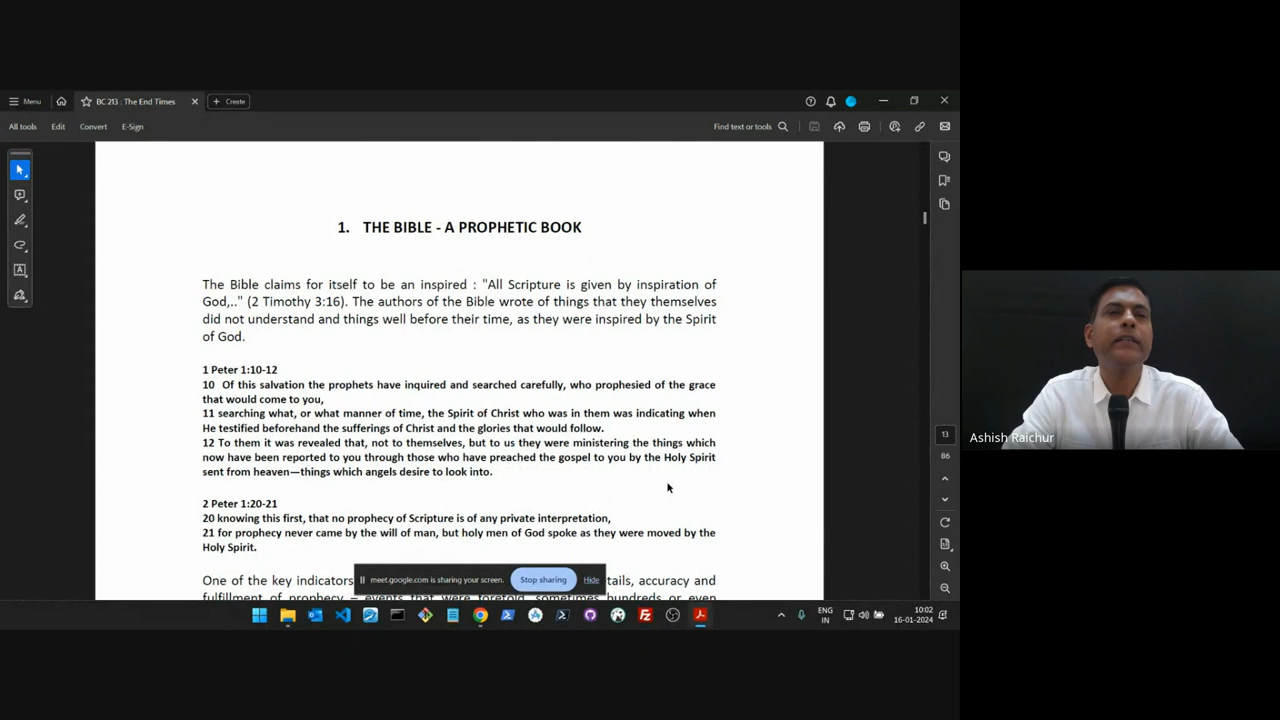 Menu
BC 213 : The End Times
Create
All tools
Edit
Convert
E-Sign
Find text or tools
1. THE BIBLE - A PROPHETIC BOOK
The Bible claims for itself to be an inspired : "All Scripture is given by inspiration of
God,.." (2 Timothy 3:16). The authors of the Bible wrote of things that they themselves
did not understand and things well before their time, as they were inspired by the Spirit
of God.
1 Peter 1:10-12
10 Of this salvation the prophets have inquired and searched carefully, who prophesied of the grace
that would come to you,
11 searching what, or what manner of time, the Spirit of Christ who was in them was indicating when
He testified beforehand the sufferings of Christ and the glories that would follow.
12 To them it was revealed that, not to themselves, but to us they were ministering the things which
now have been reported to you through those who have preached the gospel to you by the Holy Spirit
sent from heaven—things which angels desire to look into.
2 Peter 1:20-21
20 knowing this first, that no prophecy of Scripture is of any private interpretation,
21 for prophecy never came by the will of man, but holy men of God spoke as they were moved by the
Holy Spirit.
One of the key indicators tails, accuracy and
fulfillment of prophecy – events that were foretold, sometimes hundreds or even
meet.google.com is sharing your screen.
Stop sharing
Hide
13
86
Ashish Raichur
ENG
IN
10:02
16-01-2024